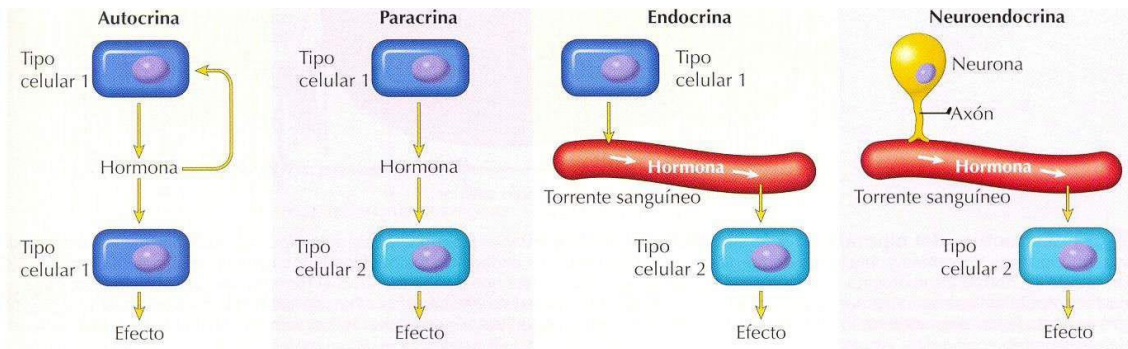 Autocrina
Tipo
celular 1
Hormona
Tipo
celular 1
Efecto
Paracrina
Tipo
celular 1
Hormona
Tipo
celular 2
Efecto
Endocrina
Tipo
celular 1
Hormona
Torrente sanguíneo
Tipo
celular 2
Efecto
Neuroendocrina
Neurona
Axón
Hormona
Torrente sanguíneo
Tipo
celular 2
Efecto